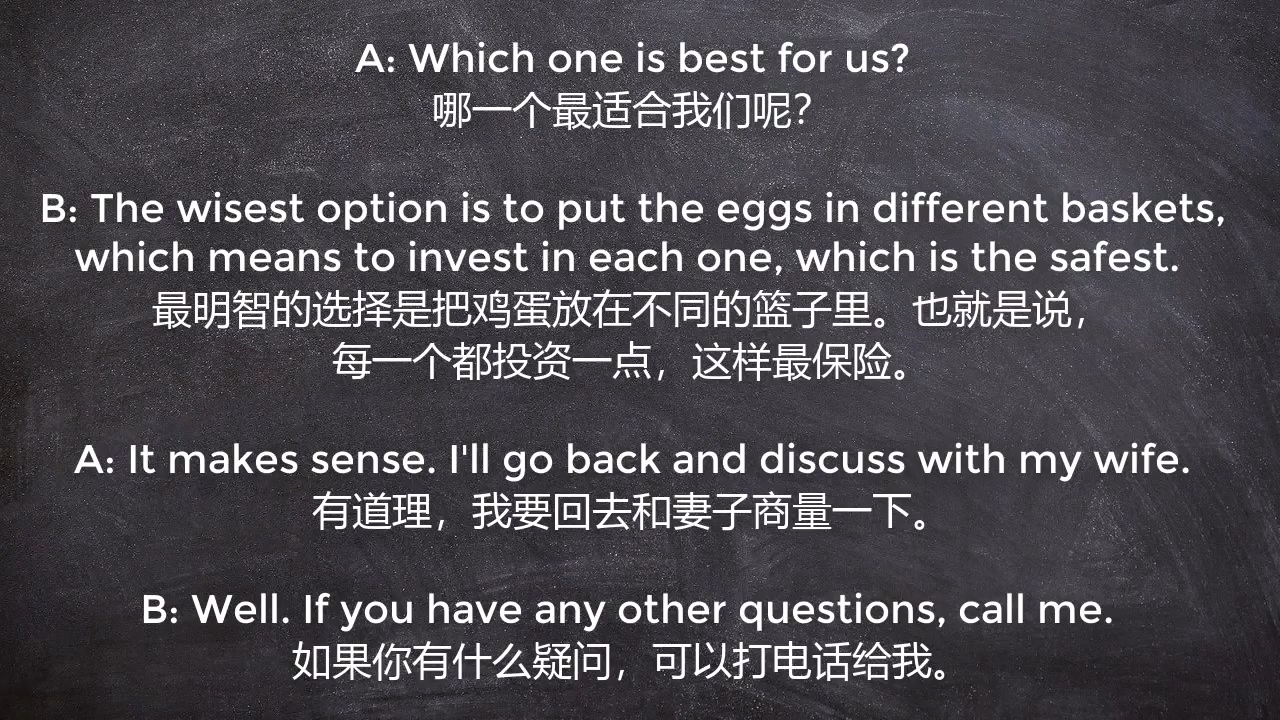 A: Which one is best for us?
哪一个最适合我们呢？
B: The wisest option is to put the eggs in different baskets,
which means to invest in each one, which is the safest.
最明智的选择是把鸡蛋放在不同的篮子里。也就是说，
每一个都投资一点，这样最保险。
A: It makes sense. I'll go back and discuss with my wife.
有道理，我要回去和妻子商量一下。
B: Well. If you have any other questions, call me.
如果你有什么疑问，可以打电话给我。